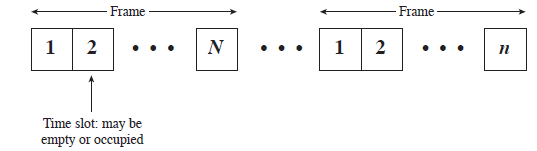 Frame Frame
1 2 • • • N • • • 1 2 • • • n
Time slot: may be
empty or occupied